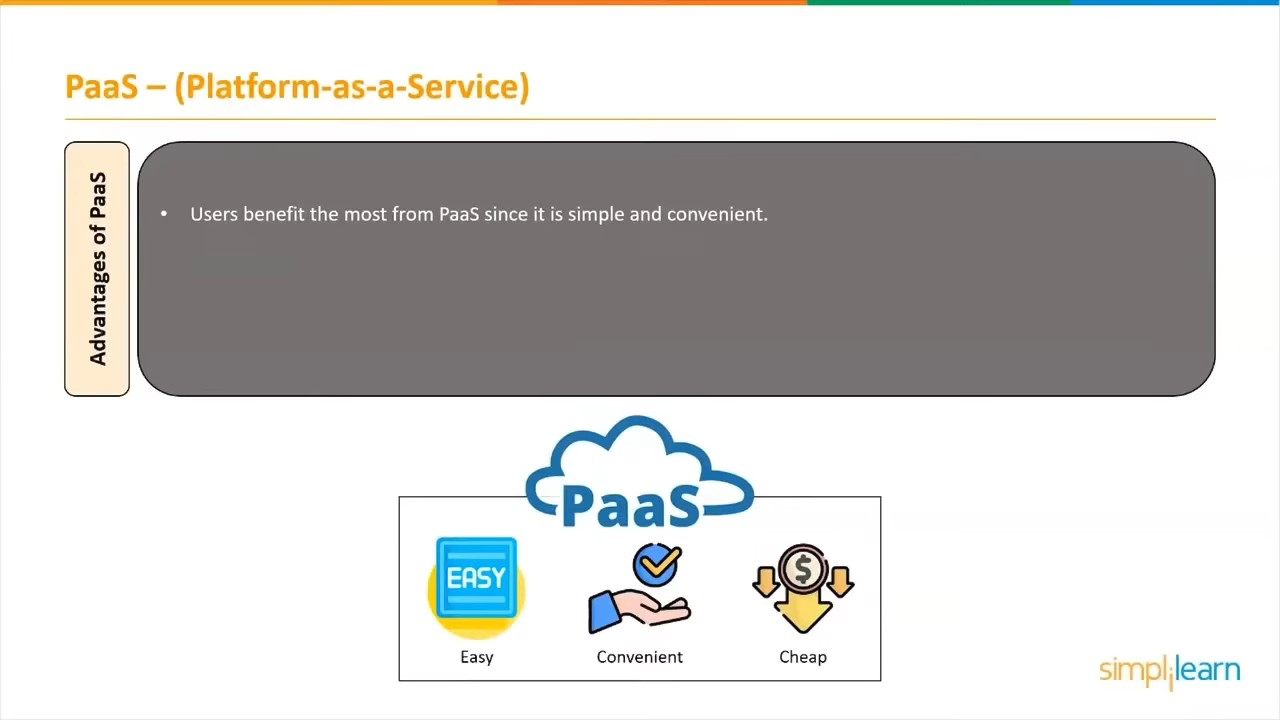 PaaS – (Platform-as-a-Service)
Advantages of PaaS
• Users benefit the most from PaaS since it is simple and convenient.
PaaS
EASY
$
Easy
Convenient
Cheap
simplilearn